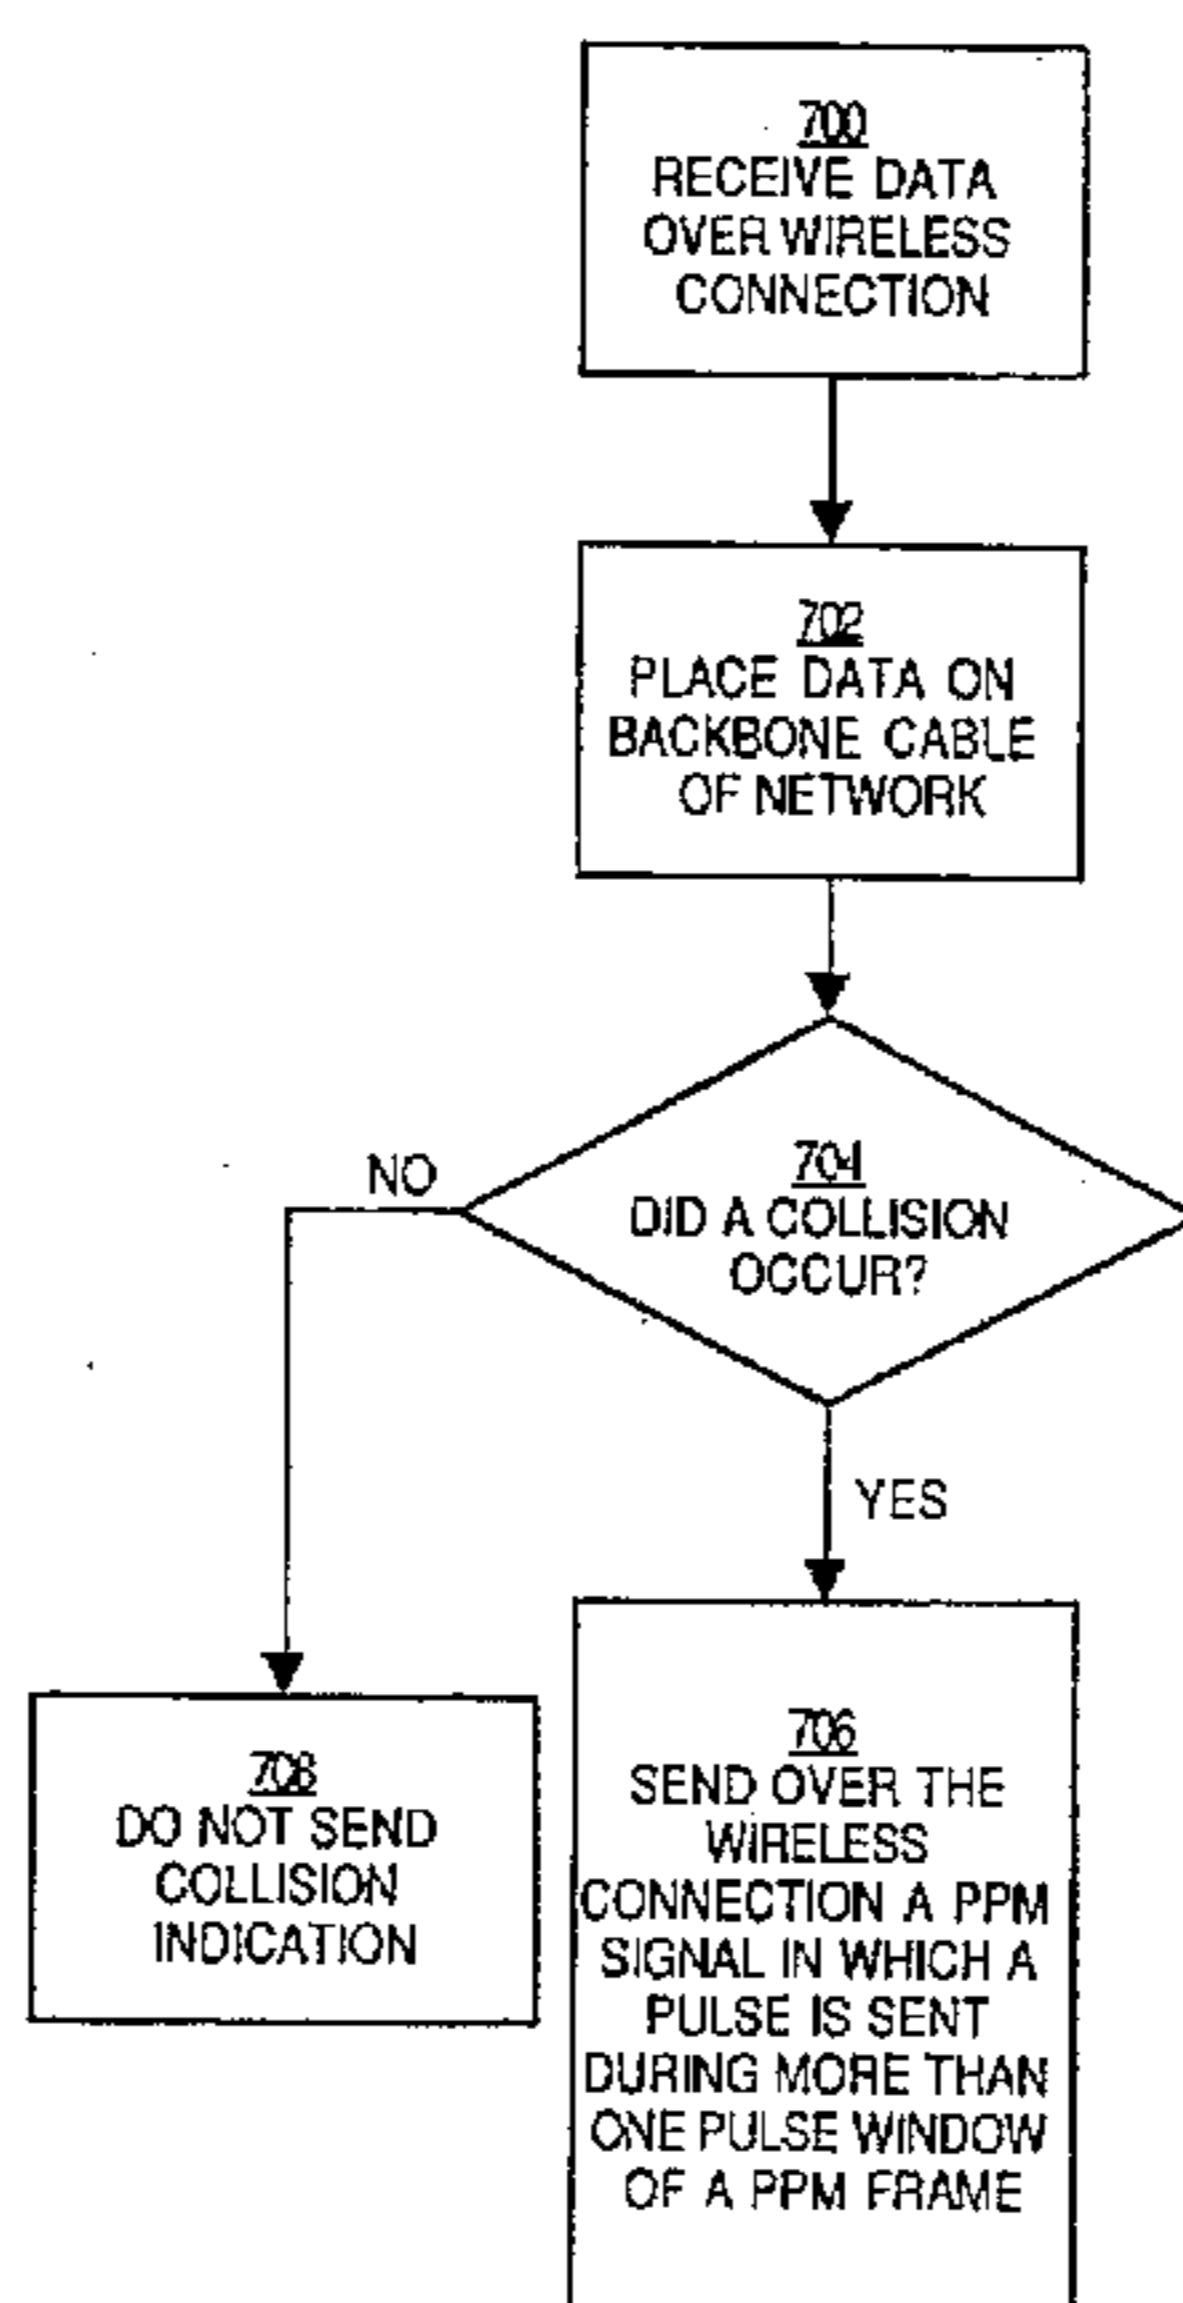 700
RECEIVE DATA
OVER WIRELESS
CONNECTION
702
PLACE DATA ON
BACKBONE CABLE
OF NETWORK
704
DID A COLLISION
OCCUR?
NO
YES
708
DO NOT SEND
COLLISION
INDICATION
706
SEND OVER THE
WIRELESS
CONNECTION A PPM
SIGNAL IN WHICH A
PULSE IS SENT
DURING MORE THAN
ONE PULSE WINDOW
OF A PPM FRAME